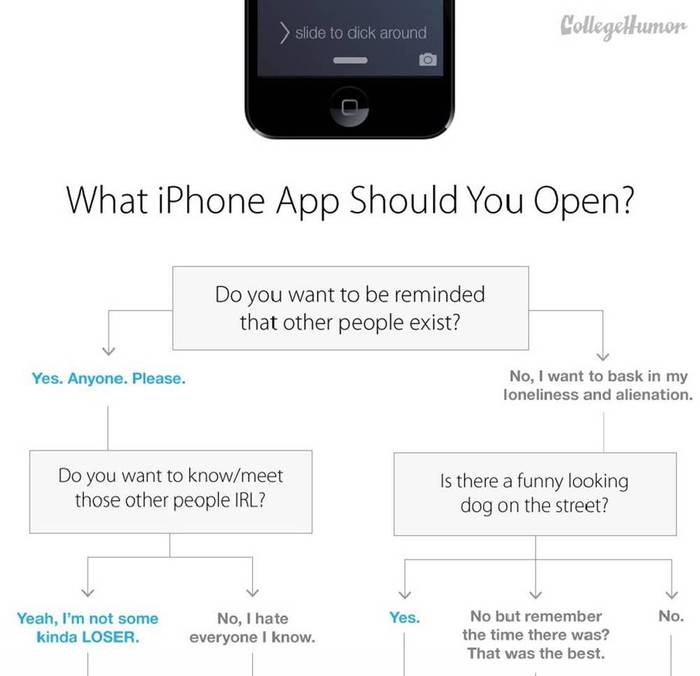 CollegeHumor
slide to dick around
What iPhone App Should You Open?
Do you want to be reminded
that other people exist?
Yes. Anyone. Please.
No, I want to bask in my
loneliness and alienation.
Do you want to know/meet
those other people IRL?
Is there a funny looking
dog on the street?
Yeah, I'm not some
kinda LOSER.
No, I hate
everyone I know.
Yes.
No but remember
the time there was?
That was the best.
No.